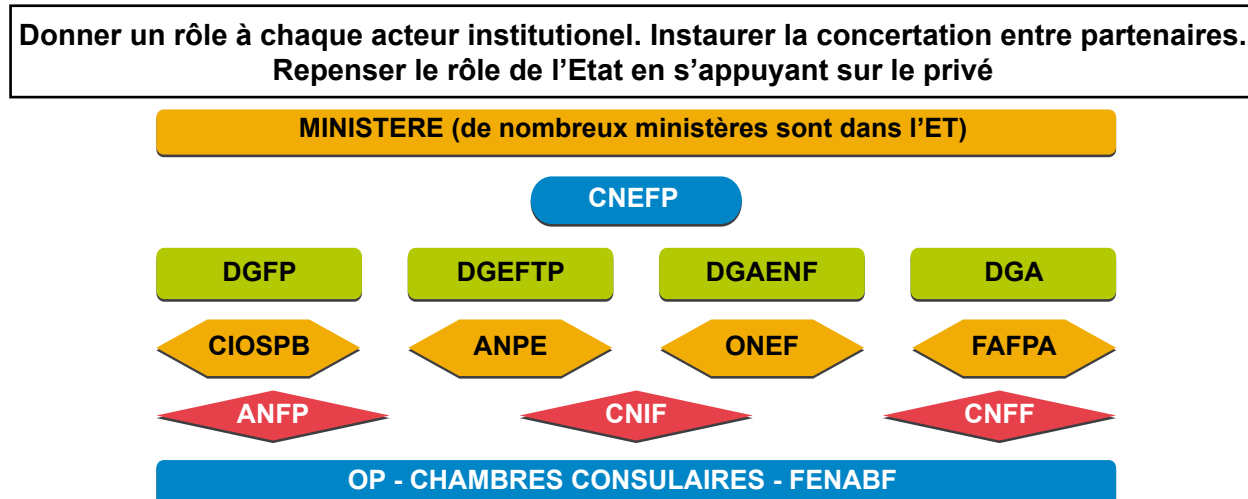 Donner un rôle à chaque acteur institutionel. Instaurer la concertation entre partenaires.
Repenser le rôle de l'Etat en s'appuyant sur le privé
MINISTERE (de nombreux ministères sont dans l'ET)
CNEFP
DGFP DGEFTP DGAENF DGA
CIOSPB ANPE ONEF FAFPA
ANFP CNIF CNFF
OP - CHAMBRES CONSULAIRES - FENABF